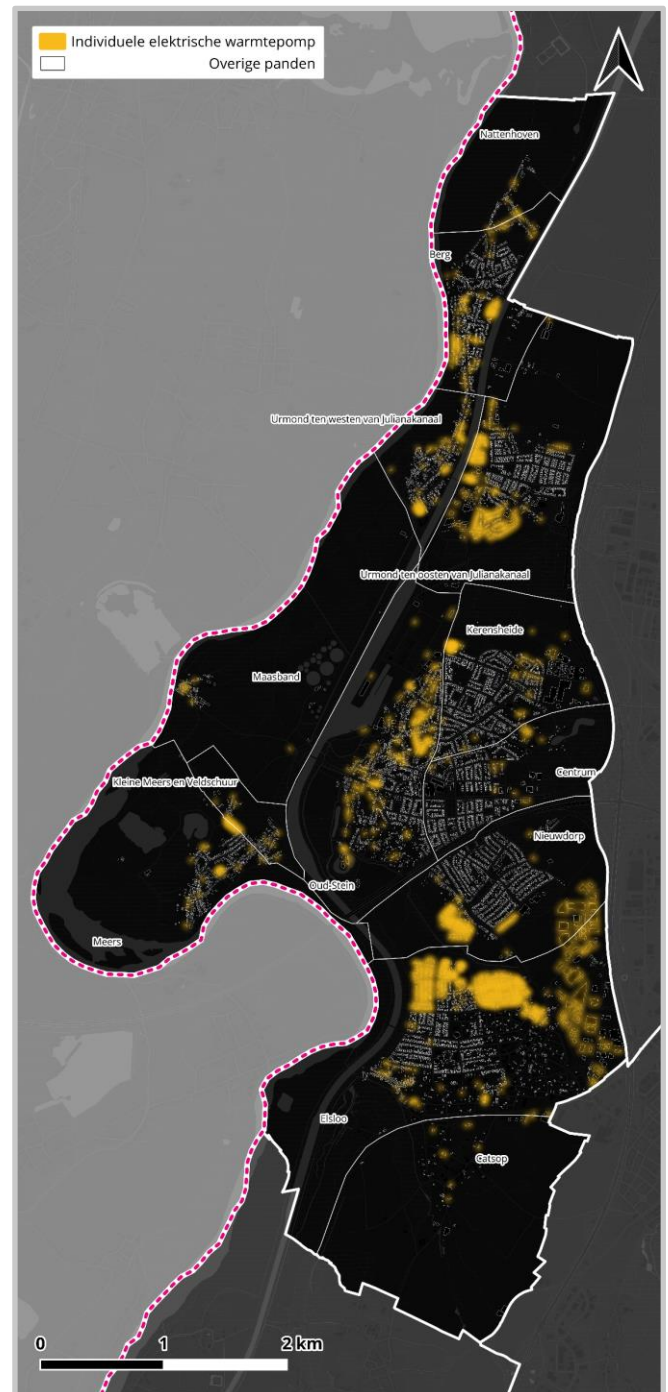 Individuele elektrische warmtepomp
Overige panden
Nattenhoven
Berg
Urmond ten westen van Julianakanaal
Urmond ten oosten van Julianakanaal
Kerensheide
Maasband
Centrum
Kleine Meers en Veldschuur
Nieuwdorp
Oud-Stein
Meers
Elsloo
Catsop
0 1 2 km